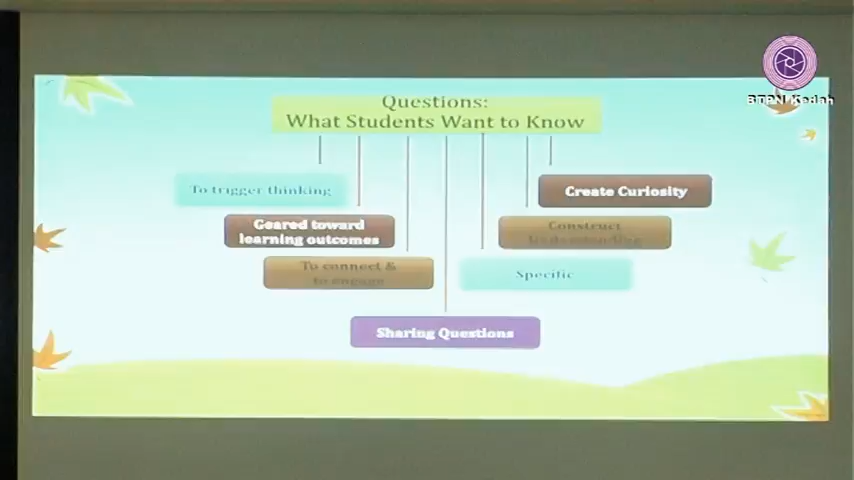 BTPN Kedah
Questions:
What Students Want to Know
To trigger thinking
Create Curiosity
Geared toward
learning outcomes
Construct
To connect &
to engage
Specific
Sharing Questions